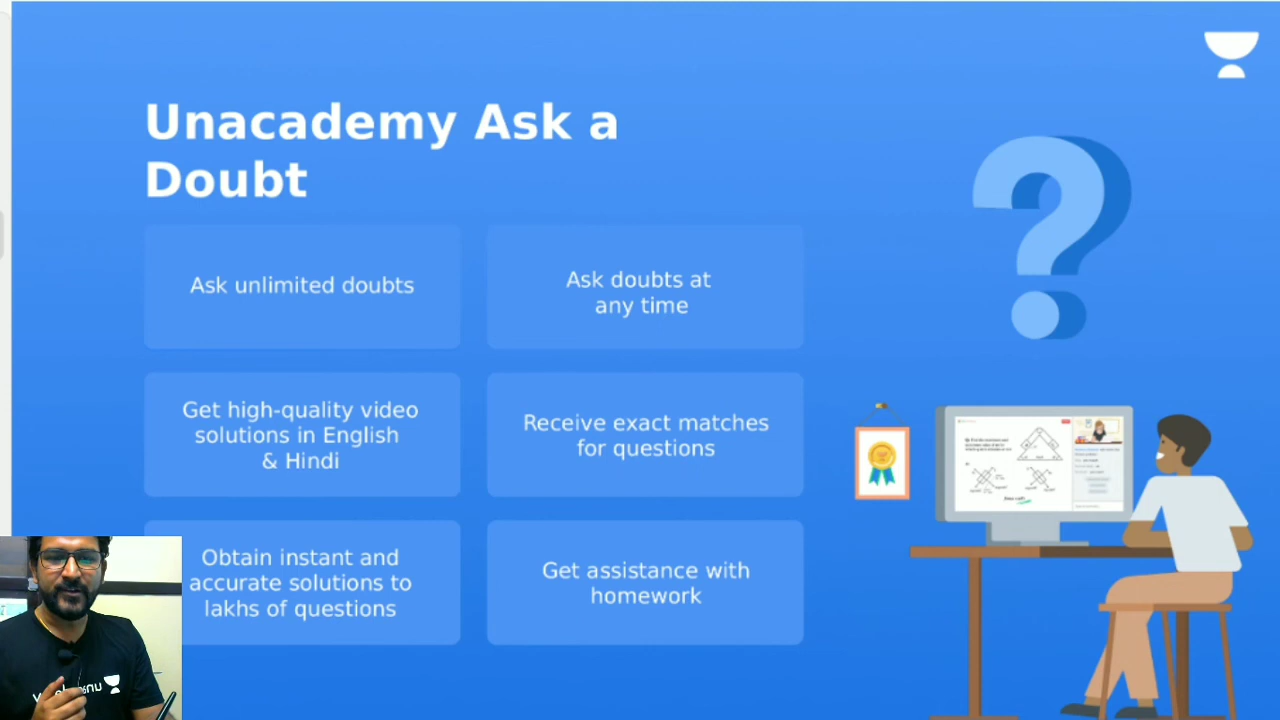 Unacademy Ask a
Doubt
Ask unlimited doubts
Ask doubts at
any time
Get high-quality video
solutions in English
& Hindi
Receive exact matches
for questions
Obtain instant and
accurate solutions to
lakhs of questions
Get assistance with
homework